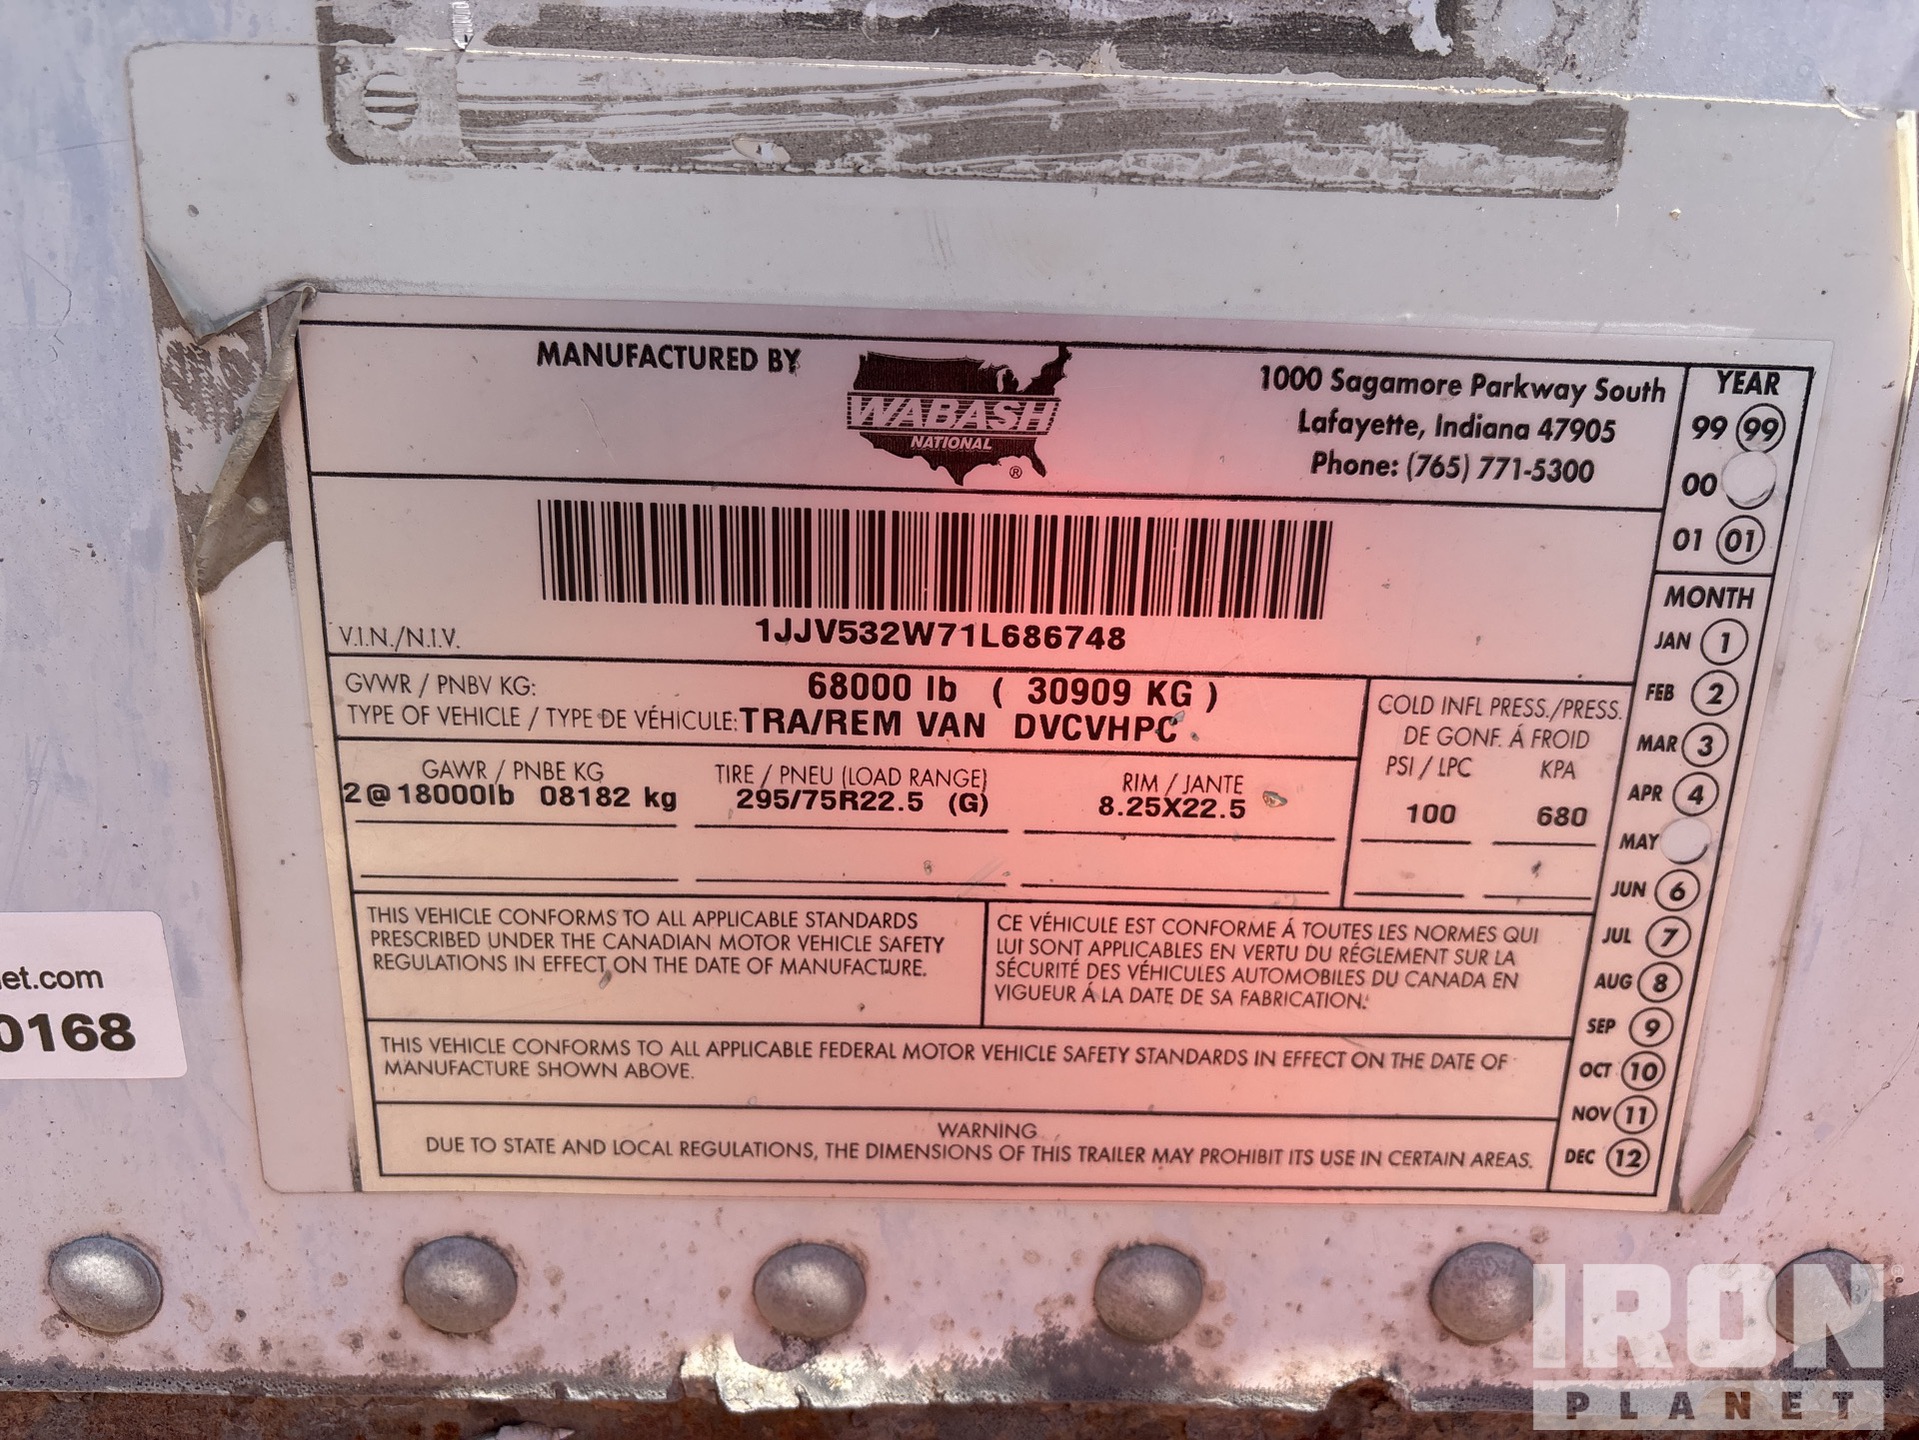 MANUFACTURED BY
WABASH
NATIONAL
®
1000 Sagamore Parkway South
Lafayette, Indiana 47905
Phone: (765) 771-5300
YEAR
99 99
00
01 01
V.I.N./N.I.V.
1JJV532W71L686748
GVWR / PNBV KG: 68000 lb ( 30909 KG )
TYPE OF VEHICLE / TYPE DE VÉHICULE: TRA/REM VAN DVCVHPC
COLD INFL PRESS./PRESS.
DE GONF. Á FROID
PSI / LPC KPA
100 680
GAWR / PNBE KG
2@18000lb 08182 kg
TIRE / PNEU (LOAD RANGE)
295/75R22.5 (G)
RIM / JANTE
8.25X22.5
MONTH
JAN 1
FEB 2
MAR 3
APR 4
MAY
JUN 6
JUL 7
AUG 8
SEP 9
OCT 10
NOV 11
DEC 12
THIS VEHICLE CONFORMS TO ALL APPLICABLE STANDARDS
PRESCRIBED UNDER THE CANADIAN MOTOR VEHICLE SAFETY
REGULATIONS IN EFFECT ON THE DATE OF MANUFACTURE.
CE VÉHICULE EST CONFORME Á TOUTES LES NORMES QUI
LUI SONT APPLICABLES EN VERTU DU RÉGLEMENT SUR LA
SÉCURITÉ DES VÉHICULES AUTOMOBILES DU CANADA EN
VIGUEUR Á LA DATE DE SA FABRICATION.
THIS VEHICLE CONFORMS TO ALL APPLICABLE FEDERAL MOTOR VEHICLE SAFETY STANDARDS IN EFFECT ON THE DATE OF
MANUFACTURE SHOWN ABOVE.
WARNING
DUE TO STATE AND LOCAL REGULATIONS, THE DIMENSIONS OF THIS TRAILER MAY PROHIBIT ITS USE IN CERTAIN AREAS.
et.com
0168
IRON
PLANET
®